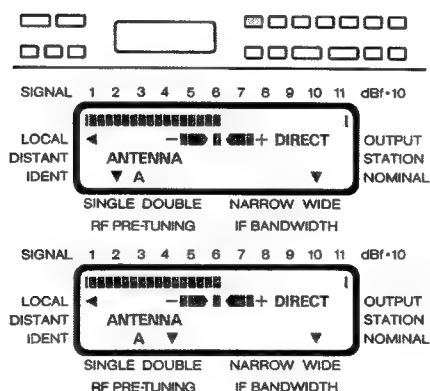 SIGNAL 1 2 3 4 5 6 7 8 9 10 11 dBf•10
LOCAL ◄ − + DIRECT OUTPUT
DISTANT ANTENNA STATION
IDENT ▼ A ▼ NOMINAL
SINGLE DOUBLE NARROW WIDE
RF PRE-TUNING IF BANDWIDTH
SIGNAL 1 2 3 4 5 6 7 8 9 10 11 dBf•10
LOCAL ◄ − + DIRECT OUTPUT
DISTANT ANTENNA STATION
IDENT A ▼ ▼ NOMINAL
SINGLE DOUBLE NARROW WIDE
RF PRE-TUNING IF BANDWIDTH